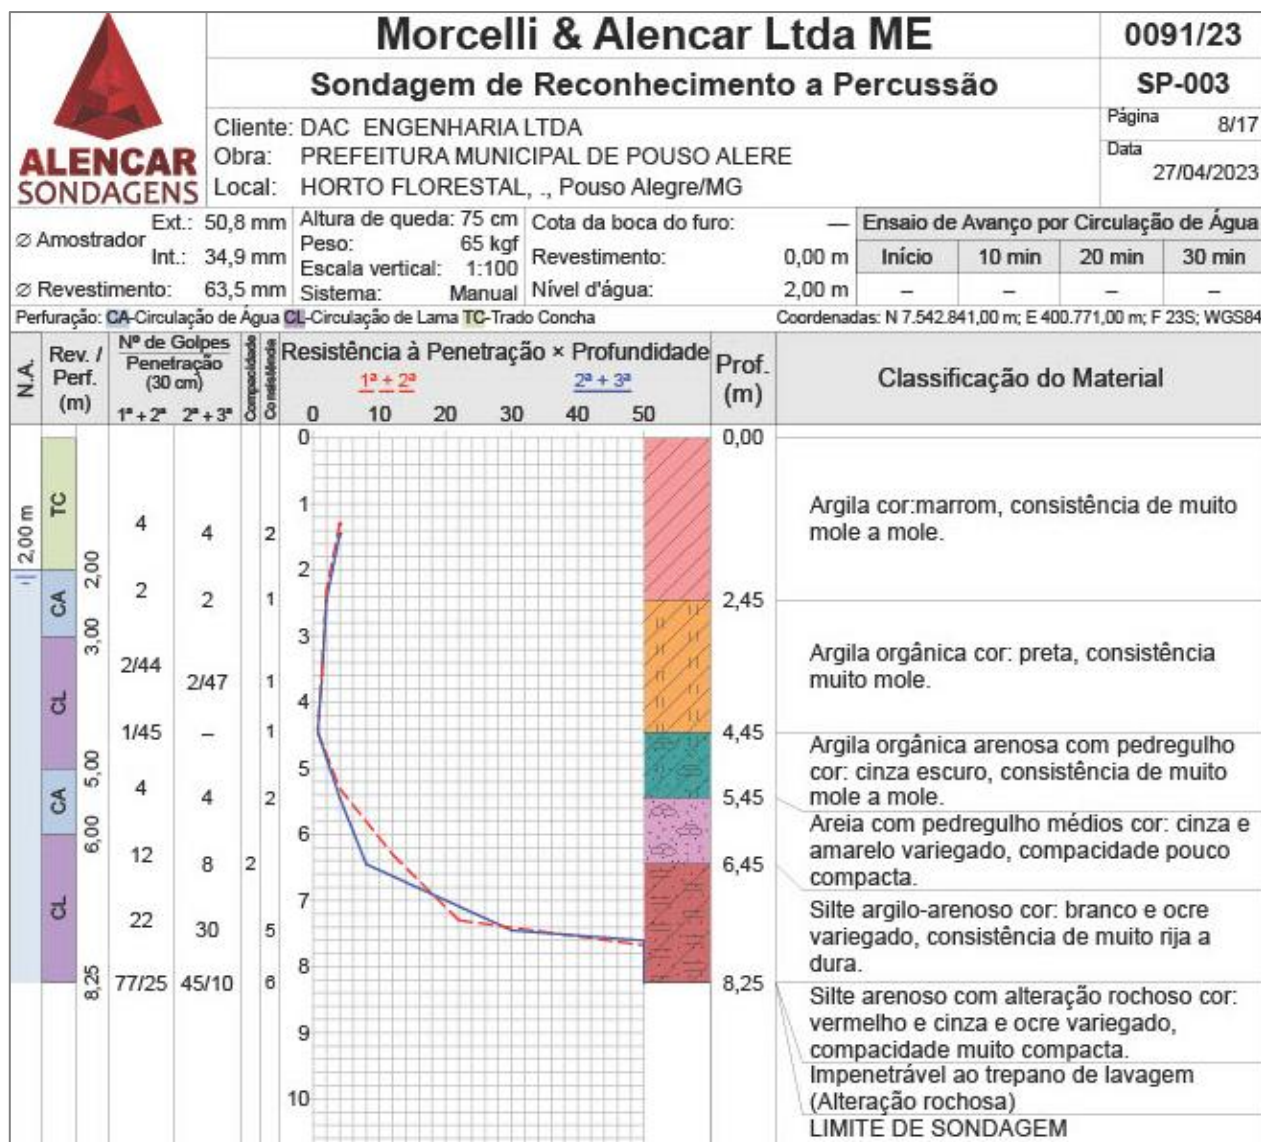 Morcelli & Alencar Ltda ME
0091/23
Sondagem de Reconhecimento a Percussão
SP-003
ALENCAR
SONDAGENS
Cliente: DAC ENGENHARIA LTDA
Obra: PREFEITURA MUNICIPAL DE POUSO ALERE
Local: HORTO FLORESTAL, ., Pouso Alegre/MG
Página 8/17
Data
27/04/2023
Ø Amostrador Ext.: 50,8 mm
Int.: 34,9 mm
Ø Revestimento: 63,5 mm
Altura de queda: 75 cm
Peso: 65 kgf
Escala vertical: 1:100
Sistema: Manual
Cota da boca do furo: —
Revestimento: 0,00 m
Nível d'água: 2,00 m
Ensaio de Avanço por Circulação de Água
Início 10 min 20 min 30 min
– – – –
Perfuração: CA-Circulação de Água CL-Circulação de Lama TC-Trado Concha
Coordenadas: N 7.542.841,00 m; E 400.771,00 m; F 23S; WGS84
N.A.
Rev. /
Perf.
(m)
Nº de Golpes
Penetração
(30 cm)
1ª + 2ª 2ª + 3ª
Compacidade
Consistência
Resistência à Penetração × Profundidade
1ª + 2ª 2ª + 3ª
0 10 20 30 40 50
Prof.
(m)
Classificação do Material
2,00 m
TC
2,00
CA
3,00
CL
5,00
CA
6,00
CL
8,25
4 4 2
2 2 1
2/44 2/47 1
1/45 – 1
4 4 2
12 8 2
22 30 5
77/25 45/10 6
0
1
2
3
4
5
6
7
8
9
10
0,00
Argila cor:marrom, consistência de muito
mole a mole.
2,45
Argila orgânica cor: preta, consistência
muito mole.
4,45
Argila orgânica arenosa com pedregulho
cor: cinza escuro, consistência de muito
mole a mole.
5,45
Areia com pedregulho médios cor: cinza e
amarelo variegado, compacidade pouco
compacta.
6,45
Silte argilo-arenoso cor: branco e ocre
variegado, consistência de muito rija a
dura.
8,25
Silte arenoso com alteração rochoso cor:
vermelho e cinza e ocre variegado,
compacidade muito compacta.
Impenetrável ao trepano de lavagem
(Alteração rochosa)
LIMITE DE SONDAGEM